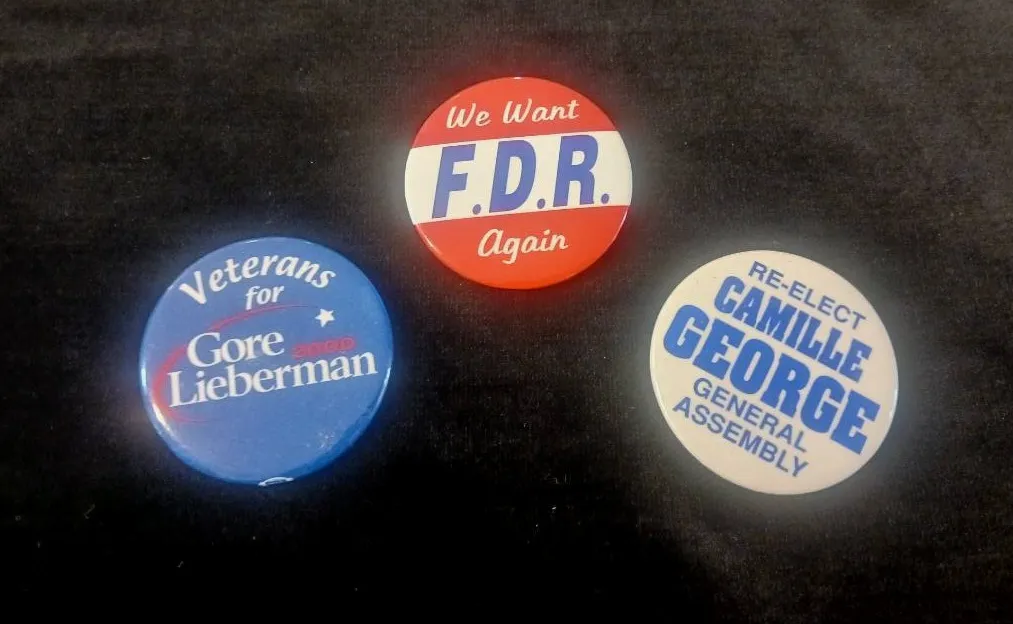 We Want
F.D.R.
Again
Veterans
for
Gore 2000
Lieberman
RE-ELECT
CAMILLE
GEORGE
GENERAL
ASSEMBLY